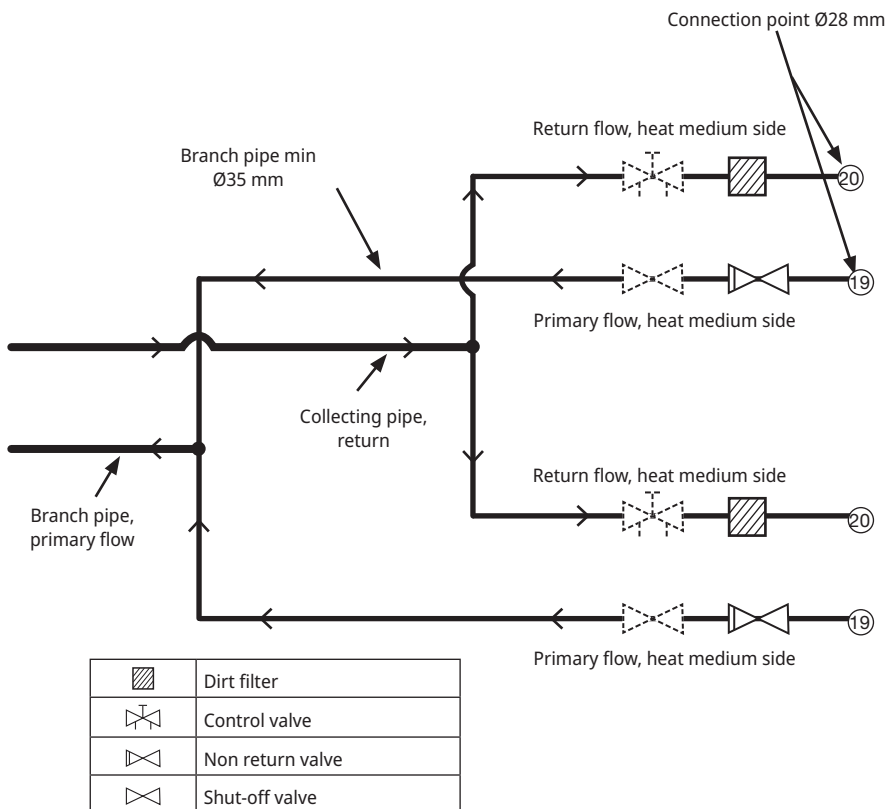 Connection point Ø28 mm
Return flow, heat medium side
Branch pipe min
Ø35 mm
20
19
Primary flow, heat medium side
Collecting pipe,
return
Return flow, heat medium side
Branch pipe,
primary flow
20
19
Primary flow, heat medium side
Dirt filter
Control valve
Non return valve
Shut-off valve